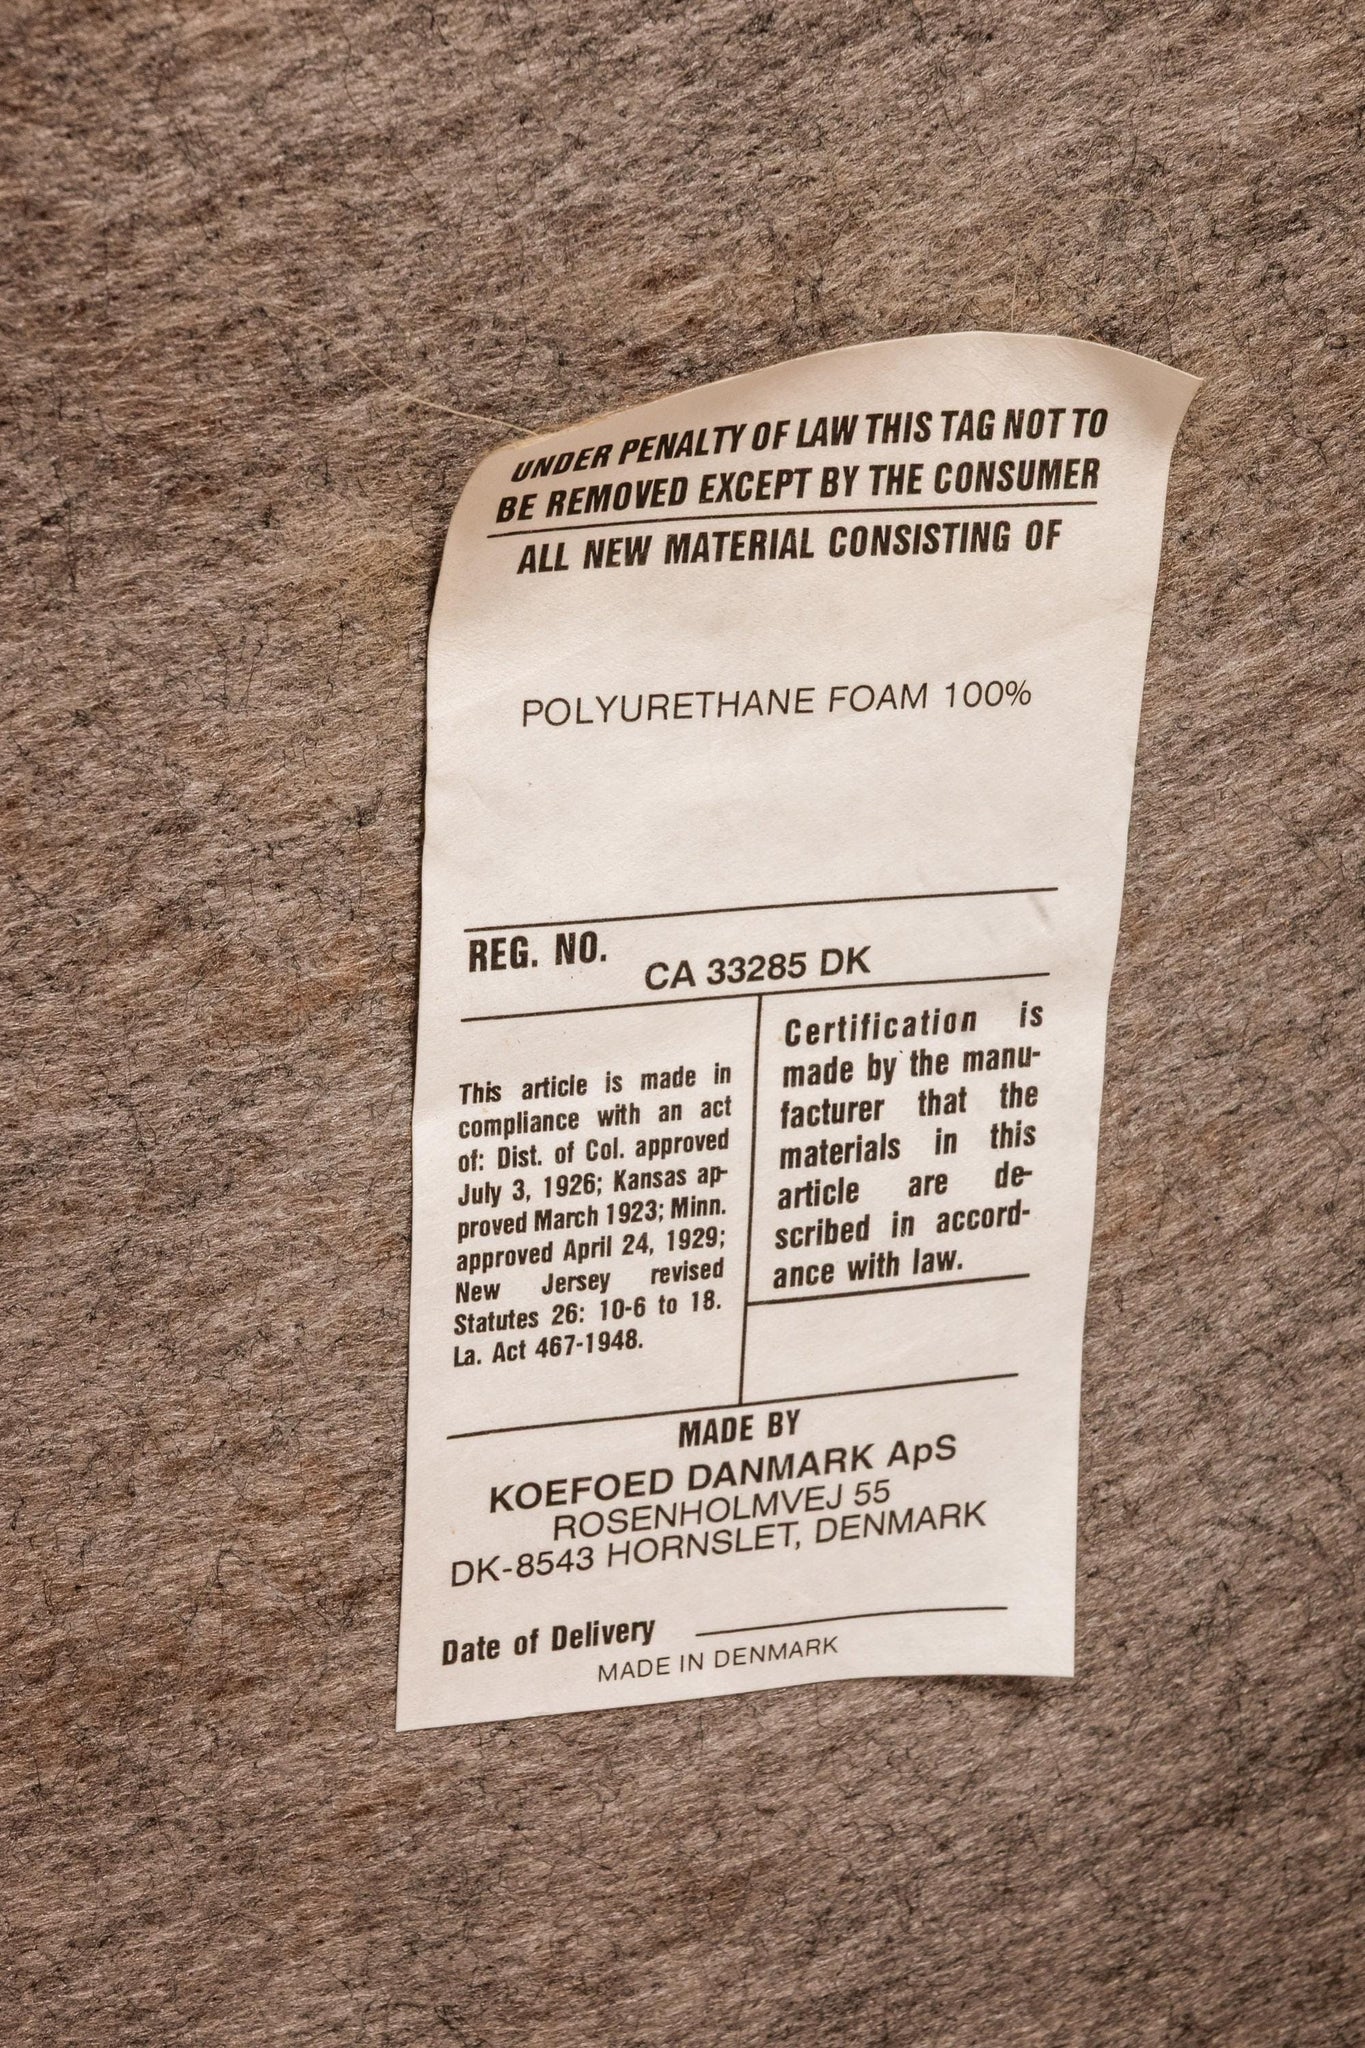 UNDER PENALTY OF LAW THIS TAG NOT TO
BE REMOVED EXCEPT BY THE CONSUMER
ALL NEW MATERIAL CONSISTING OF
POLYURETHANE FOAM 100%
REG. NO.
CA 33285 DK
This article is made in
compliance with an act
of: Dist. of Col. approved
July 3, 1926; Kansas ap-
proved March 1923; Minn.
approved April 24, 1929;
New Jersey revised
Statutes 26: 10-6 to 18.
La. Act 467-1948.
Certification is
made by the manu-
facturer that the
materials in this
article are de-
scribed in accord-
ance with law.
MADE BY
KOEFOED DANMARK ApS
ROSENHOLMVEJ 55
DK-8543 HORNSLET, DENMARK
Date of Delivery
MADE IN DENMARK